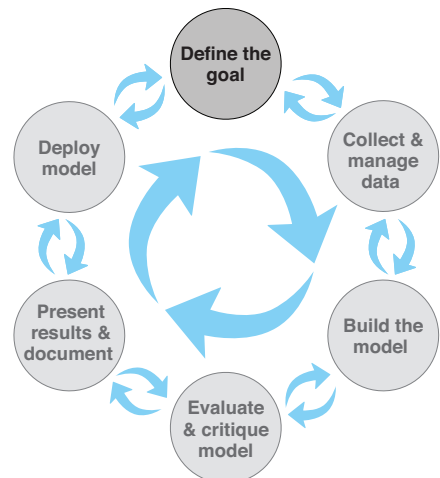 Define the
goal
Collect &
manage
data
Build the
model
Evaluate
& critique
model
Present
results &
document
Deploy
model